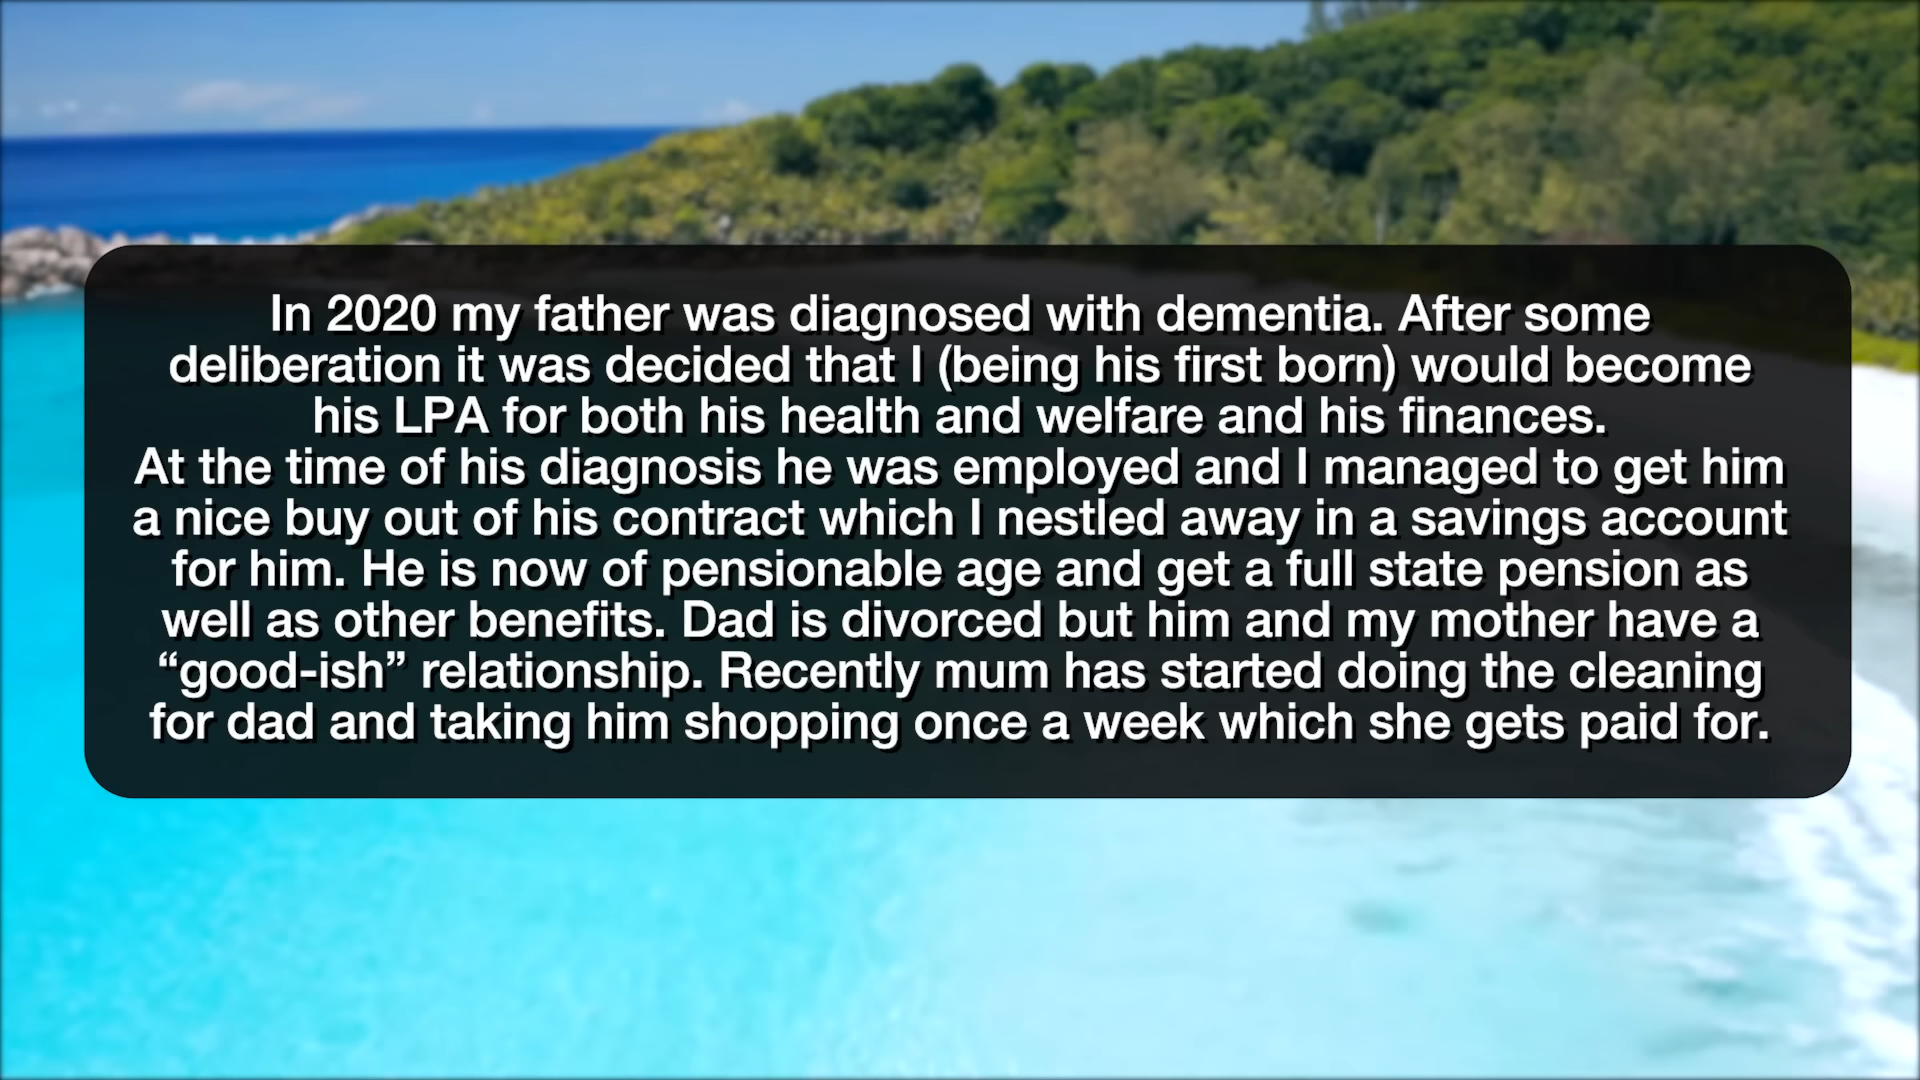 In 2020 my father was diagnosed with dementia. After some
deliberation it was decided that I (being his first born) would become
his LPA for both his health and welfare and his finances.
At the time of his diagnosis he was employed and I managed to get him
a nice buy out of his contract which I nestled away in a savings account
for him. He is now of pensionable age and get a full state pension as
well as other benefits. Dad is divorced but him and my mother have a
“good-ish” relationship. Recently mum has started doing the cleaning
for dad and taking him shopping once a week which she gets paid for.